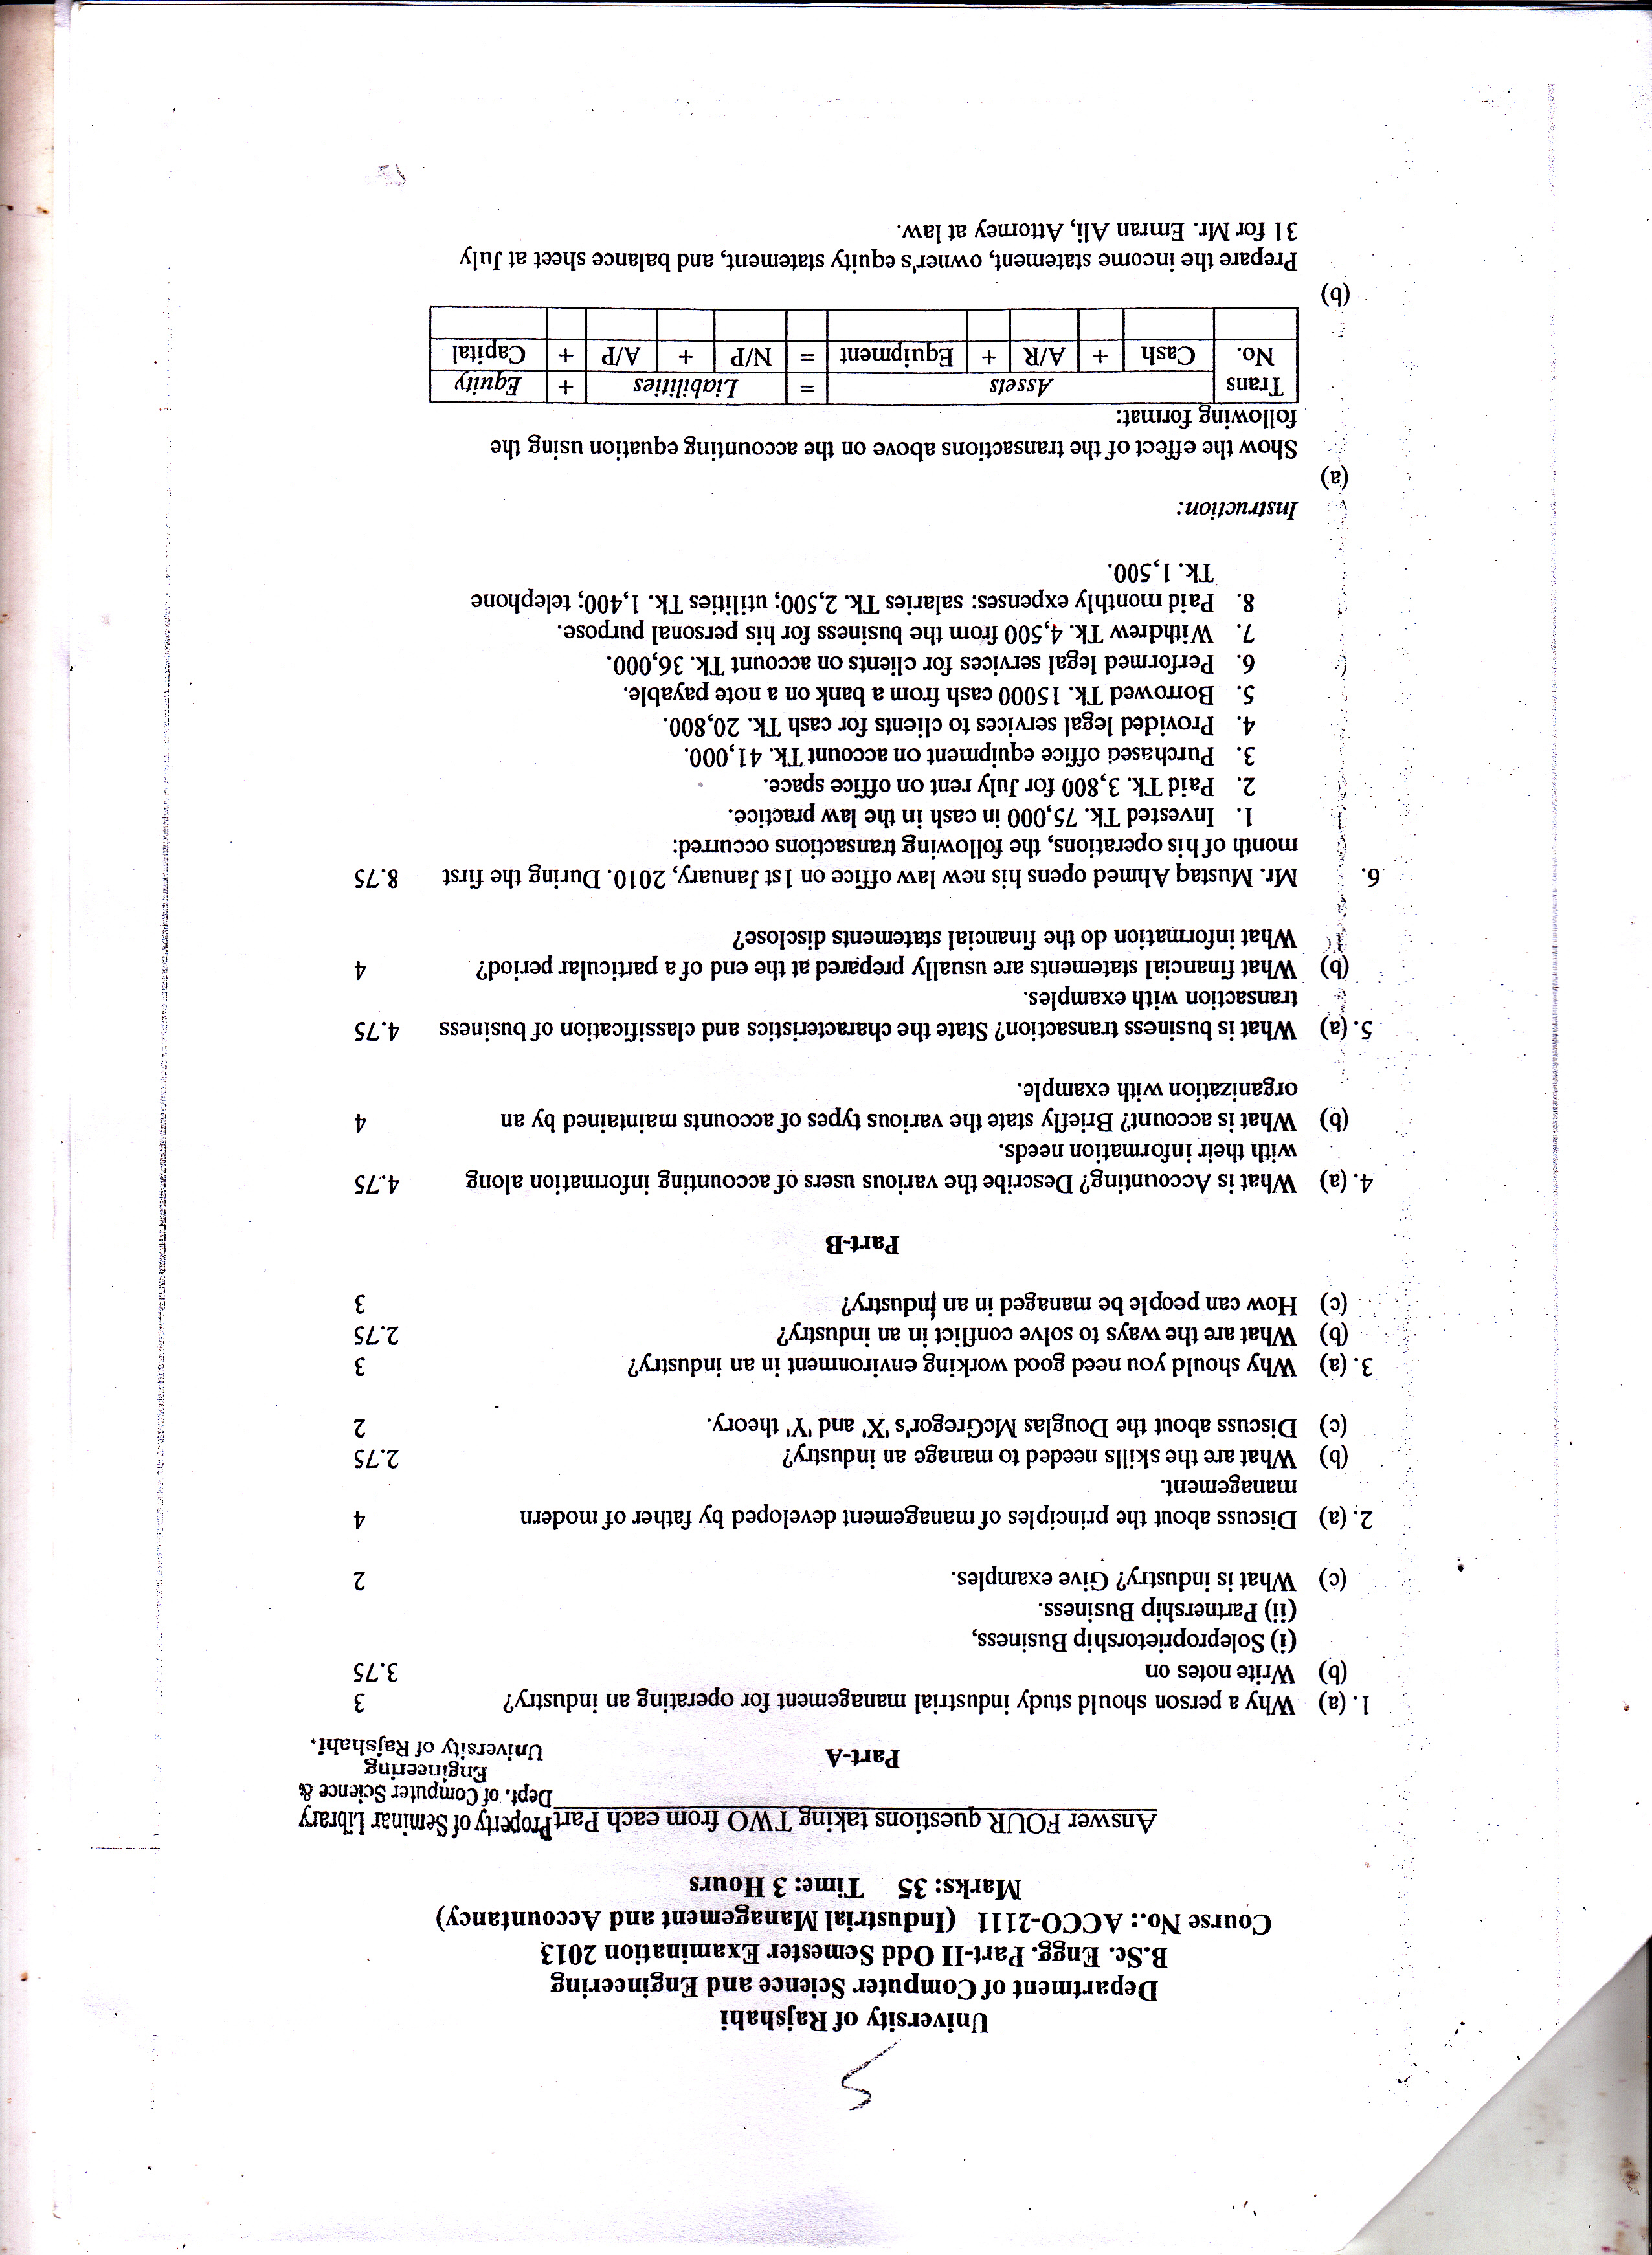 5
University of Rajshahi
Department of Computer Science and Engineering
B.Sc. Engg. Part-II Odd Semester Examination 2013
Course No.: ACCO-2111 (Industrial Management and Accountancy)
Marks: 35 Time: 3 Hours
Answer FOUR questions taking TWO from each Part
Property of Seminar Library
Dept. of Computer Science &
Engineering
University of Rajshahi.
Part-A
1. (a) Why a person should study industrial management for operating an industry? 3
(b) Write notes on 3.75
(i) Soleproprietorship Business,
(ii) Partnership Business.
(c) What is industry? Give examples. 2
2. (a) Discuss about the principles of management developed by father of modern 4
management.
(b) What are the skills needed to manage an industry? 2.75
(c) Discuss about the Douglas McGregor's 'X' and 'Y' theory. 2
3. (a) Why should you need good working environment in an industry? 3
(b) What are the ways to solve conflict in an industry? 2.75
(c) How can people be managed in an industry? 3
Part-B
4. (a) What is Accounting? Describe the various users of accounting information along 4.75
with their information needs.
(b) What is account? Briefly state the various types of accounts maintained by an 4
organization with example.
5. (a) What is business transaction? State the characteristics and classification of business 4.75
transaction with examples.
(b) What financial statements are usually prepared at the end of a particular period? 4
What information do the financial statements disclose?
6. Mr. Mustaq Ahmed opens his new law office on 1st January, 2010. During the first 8.75
month of his operations, the following transactions occurred:
1. Invested Tk. 75,000 in cash in the law practice.
2. Paid Tk. 3,800 for July rent on office space.
3. Purchased office equipment on account Tk. 41,000.
4. Provided legal services to clients for cash Tk. 20,800.
5. Borrowed Tk. 15000 cash from a bank on a note payable.
6. Performed legal services for clients on account Tk. 36,000.
7. Withdrew Tk. 4,500 from the business for his personal purpose.
8. Paid monthly expenses: salaries Tk. 2,500; utilities Tk. 1,400; telephone
Tk. 1,500.
Instruction:
(a)
Show the effect of the transactions above on the accounting equation using the
following format:
Trans Assets = Liabilities + Equity
No. Cash + A/R + Equipment = N/P + A/P + Capital
(b)
Prepare the income statement, owner's equity statement, and balance sheet at July
31 for Mr. Emran Ali, Attorney at law.